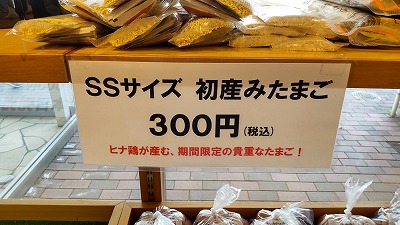 SSサイズ 初産みたまご
300円(税込)
ヒナ鶏が産む、期間限定の貴重なたまご！